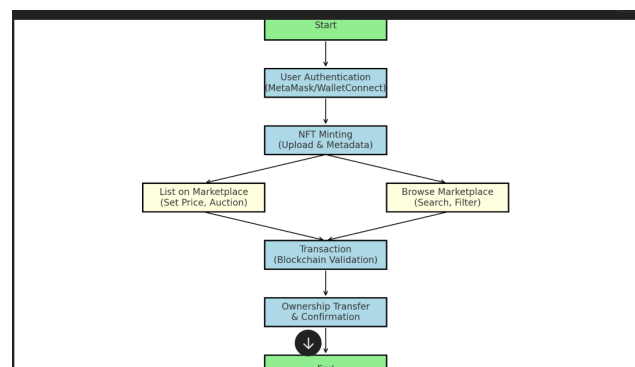 Start
User Authentication
(MetaMask/WalletConnect)
NFT Minting
(Upload & Metadata)
List on Marketplace
(Set Price, Auction)
Browse Marketplace
(Search, Filter)
Transaction
(Blockchain Validation)
Ownership Transfer
& Confirmation